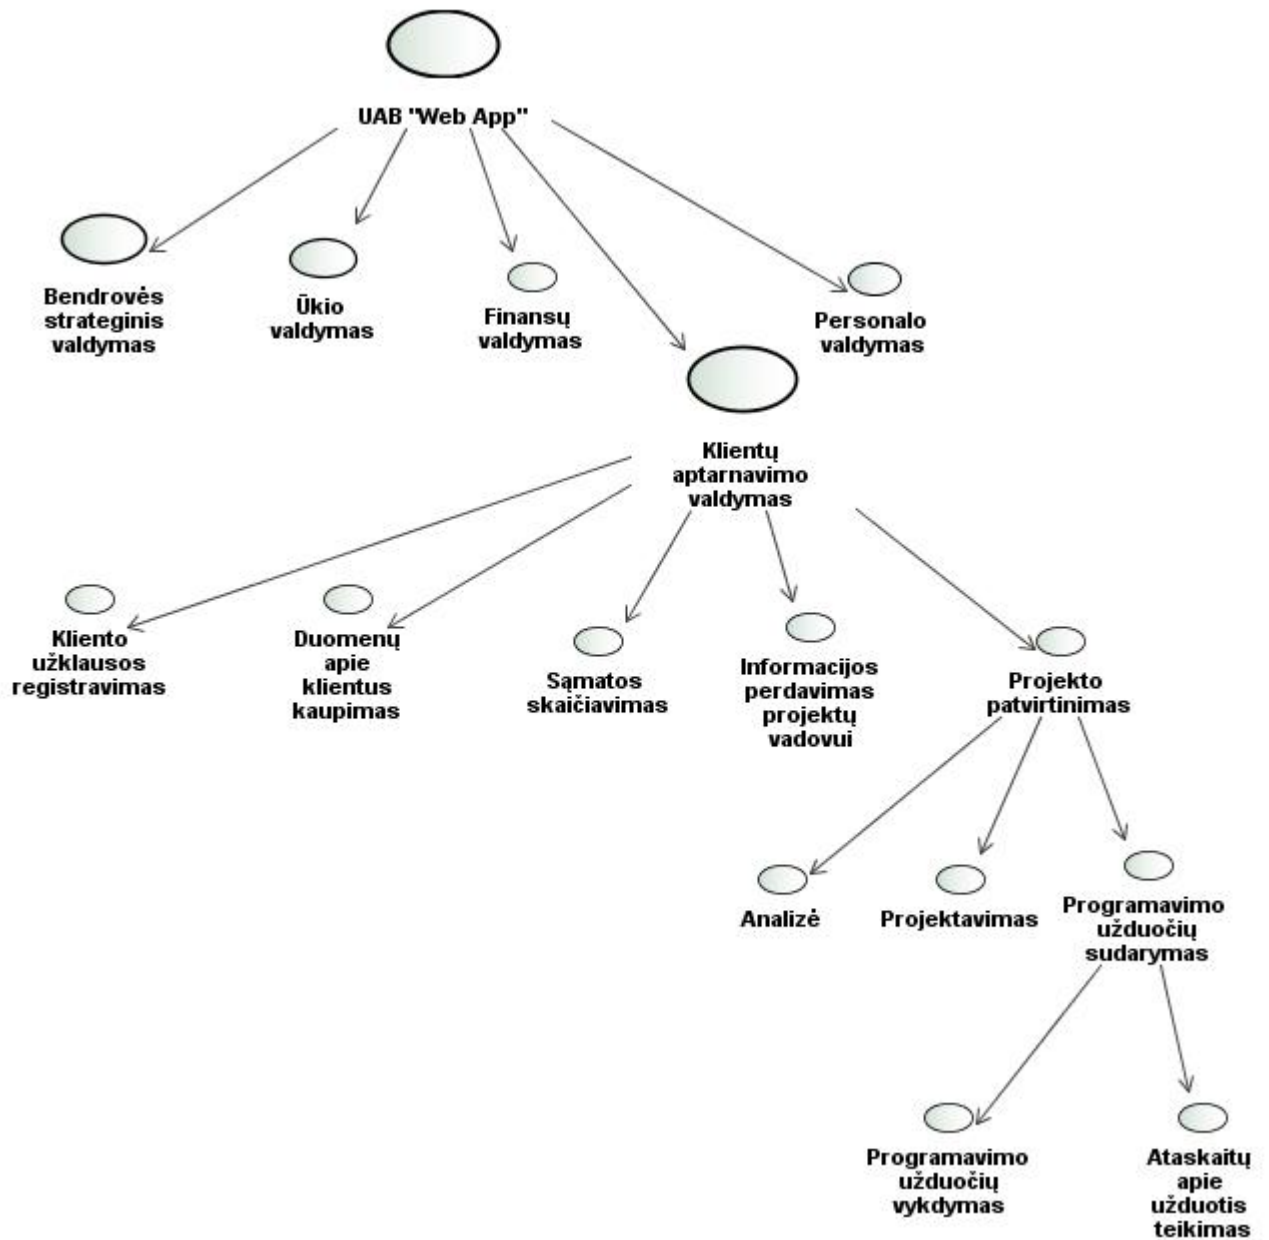 UAB "Web App"
Bendrovės
strateginis
valdymas
Ūkio
valdymas
Finansų
valdymas
Personalo
valdymas
Klientų
aptarnavimo
valdymas
Kliento
užklausos
registravimas
Duomenų
apie
klientus
kaupimas
Sąmatos
skaičiavimas
Informacijos
perdavimas
projektų
vadovui
Projekto
patvirtinimas
Analizė
Projektavimas
Programavimo
užduočių
sudarymas
Programavimo
užduočių
vykdymas
Ataskaitų
apie
užduotis
teikimas